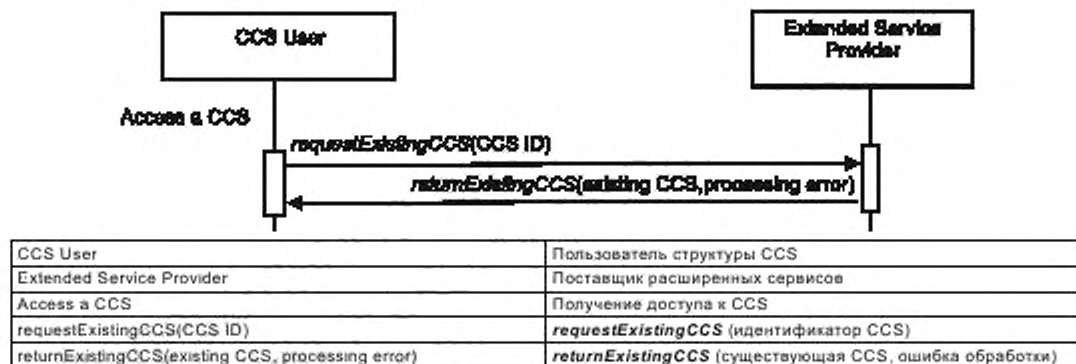 CCS User
Extended Service
Provider
Access a CCS
requestExistingCCS(CCS ID)
returnExistingCCS(existing CCS,processing error)
CCS User Пользователь структуры CCS
Extended Service Provider Поставщик расширенных сервисов
Access a CCS Получение доступа к CCS
requestExistingCCS(CCS ID) requestExistingCCS (идентификатор CCS)
returnExistingCCS(existing CCS, processing error) returnExistingCCS (существующая CCS, ошибка обработки)